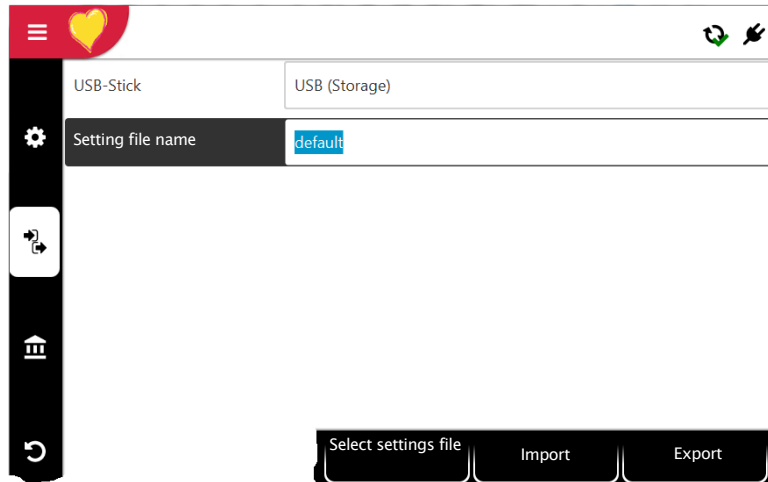 USB-Stick
USB (Storage)
Setting file name
default
Select settings file
Import
Export